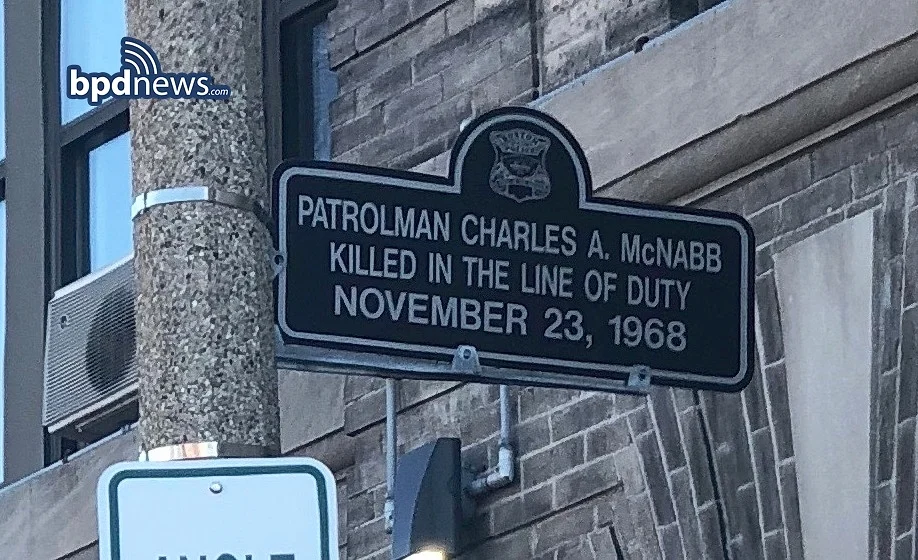 bpdnews.com
PATROLMAN CHARLES A. McNABB
KILLED IN THE LINE OF DUTY
NOVEMBER 23, 1968